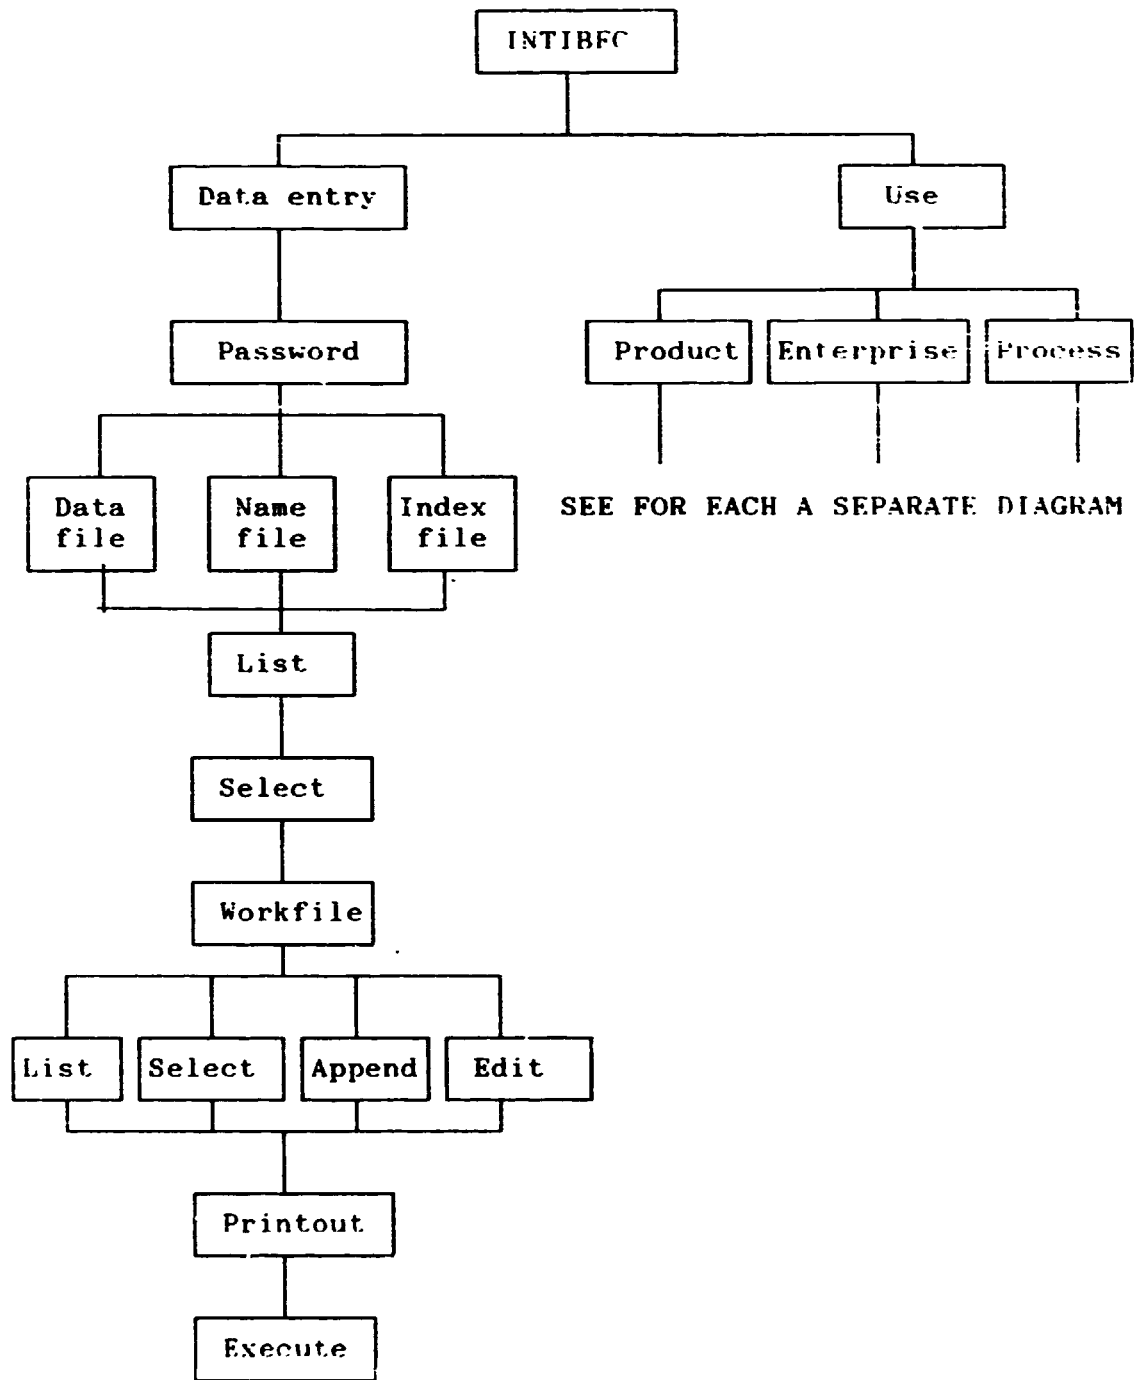 INTIBFC
Data entry
Use
Password
Product
Enterprise
Process
Data
file
Name
file
Index
file
SEE FOR EACH A SEPARATE DIAGRAM
List
Select
Workfile
List
Select
Append
Edit
Printout
Execute